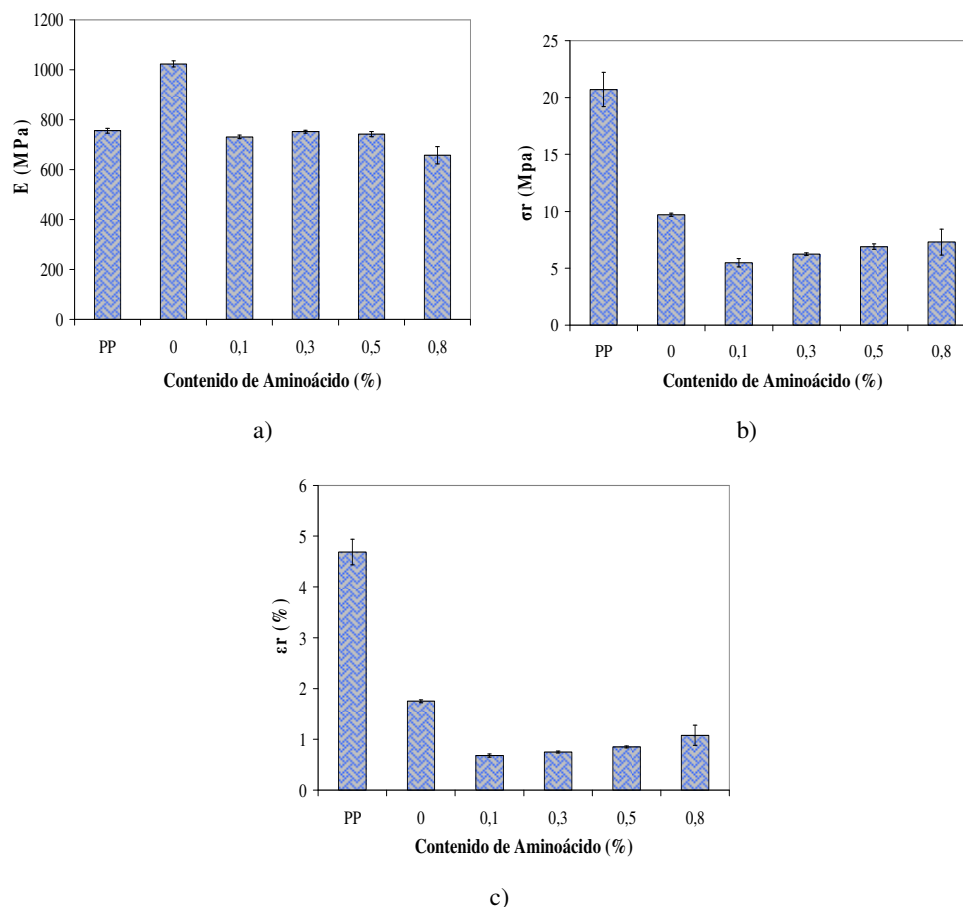 1200
1000
800
600
400
200
0
E (MPa)
PP 0 0,1 0,3 0,5 0,8
Contenido de Aminoácido (%)
a)
25
20
15
10
5
0
σr (Mpa)
PP 0 0,1 0,3 0,5 0,8
Contenido de Aminoácido (%)
b)
6
5
4
3
2
1
0
εr (%)
PP 0 0,1 0,3 0,5 0,8
Contenido de Aminoácido (%)
c)